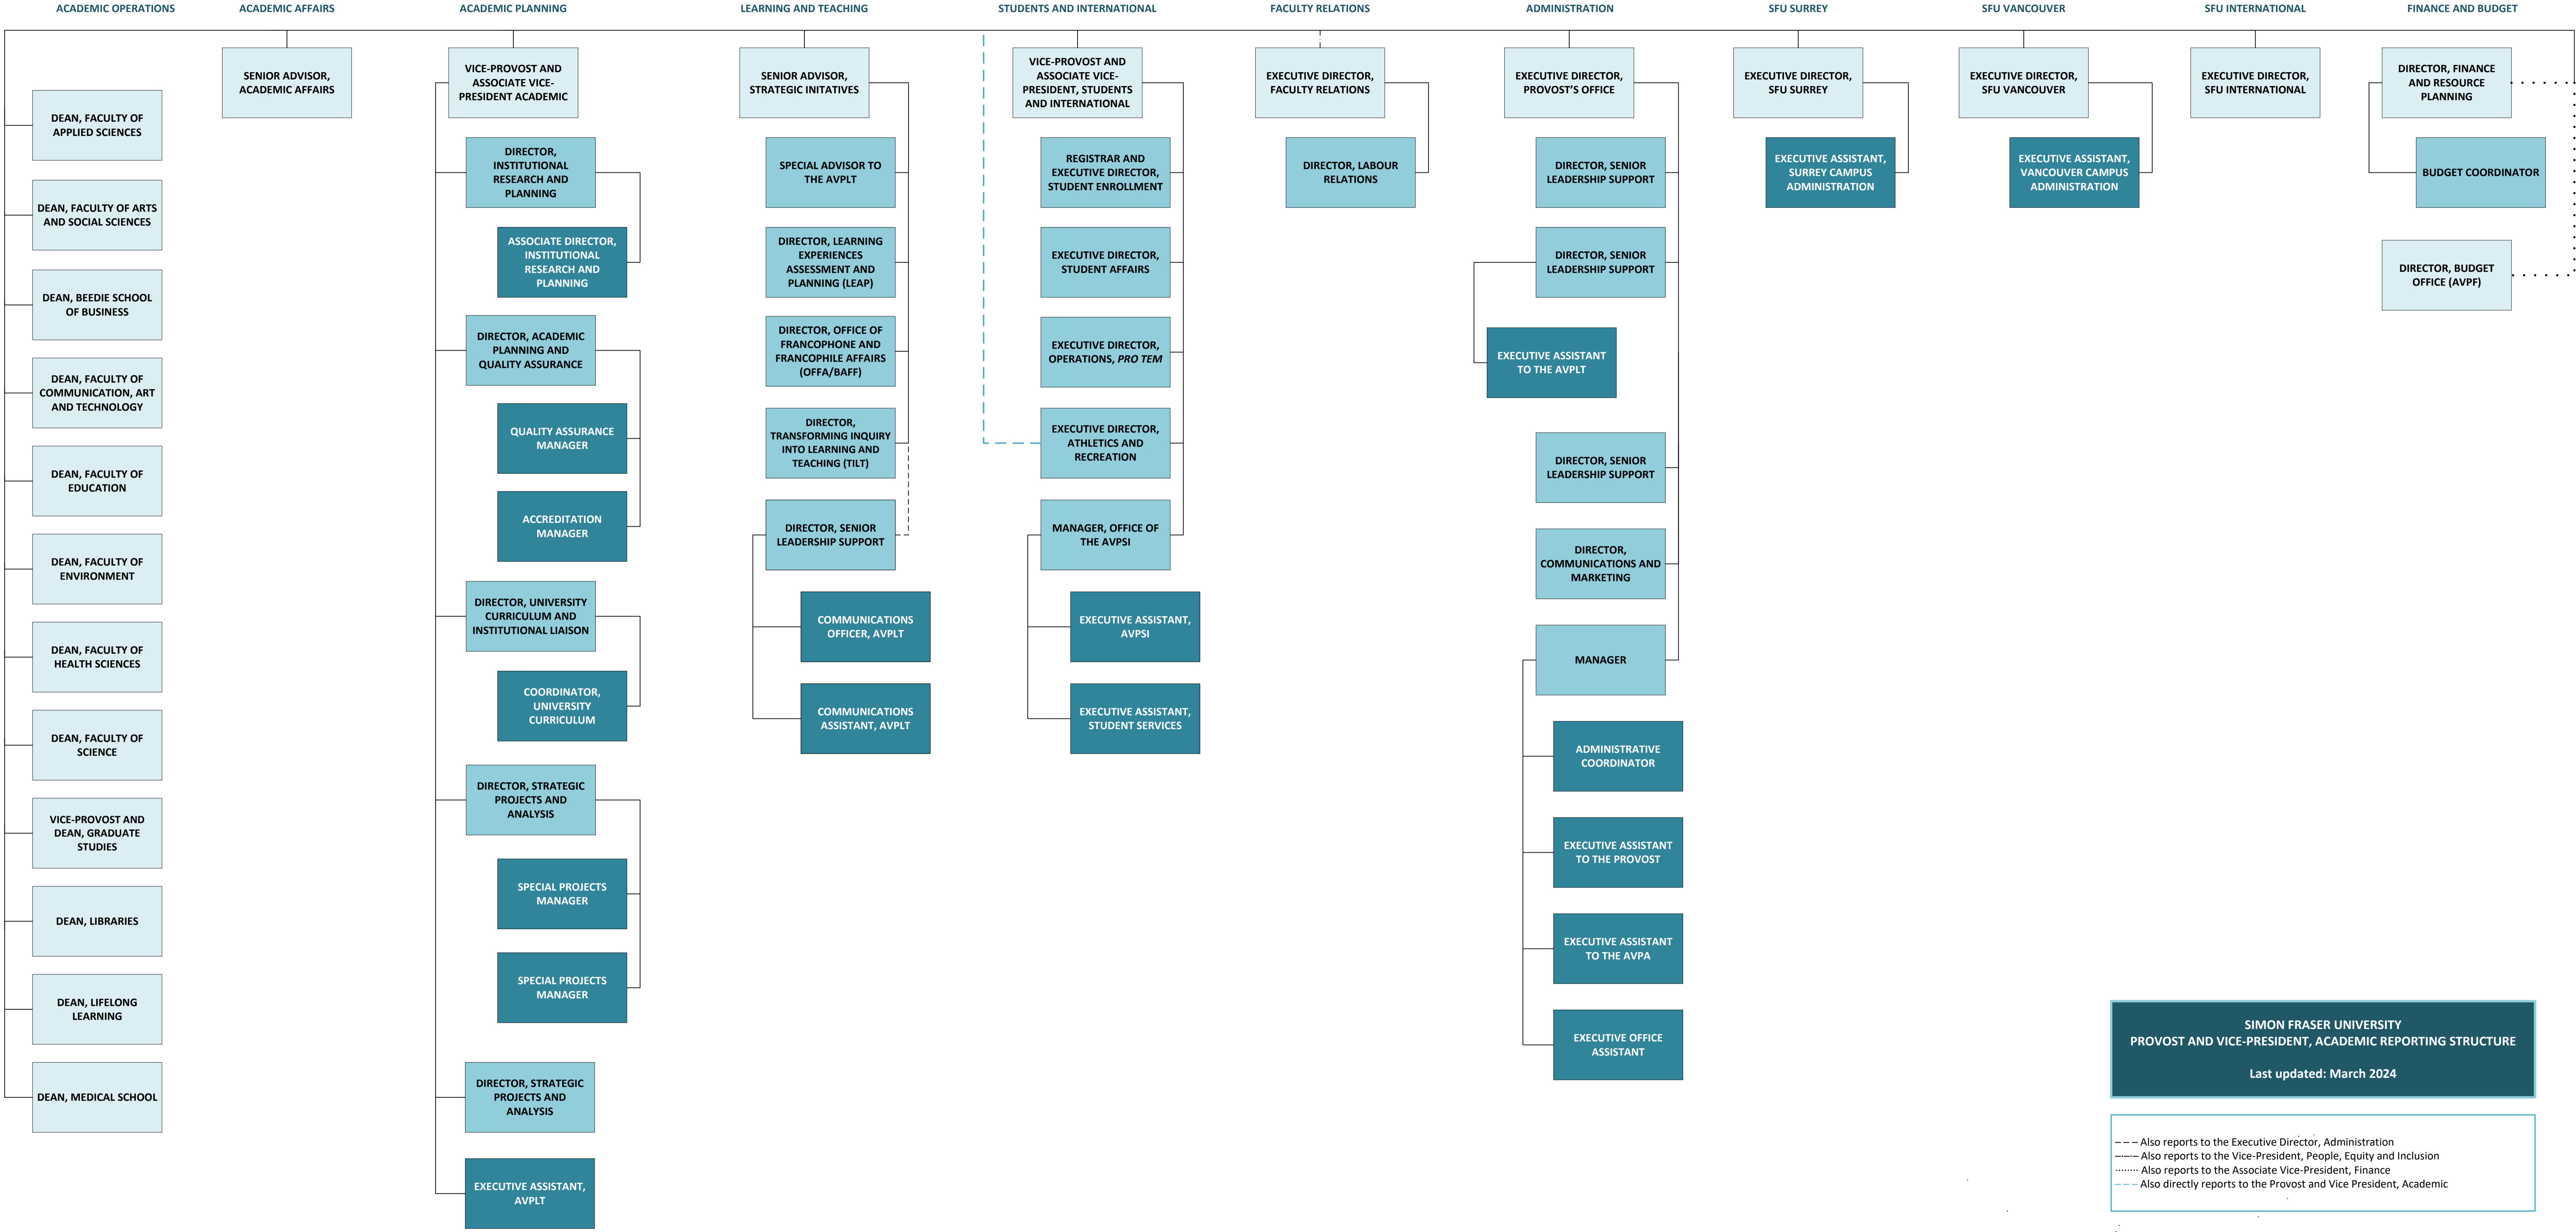 ACADEMIC OPERATIONS
ACADEMIC AFFAIRS
ACADEMIC PLANNING
LEARNING AND TEACHING
STUDENTS AND INTERNATIONAL
FACULTY RELATIONS
ADMINISTRATION
SFU SURREY
SFU VANCOUVER
SFU INTERNATIONAL
FINANCE AND BUDGET
DEAN, FACULTY OF
APPLIED SCIENCES
DEAN, FACULTY OF ARTS
AND SOCIAL SCIENCES
DEAN, BEEDIE SCHOOL
OF BUSINESS
DEAN, FACULTY OF
COMMUNICATION, ART
AND TECHNOLOGY
DEAN, FACULTY OF
EDUCATION
DEAN, FACULTY OF
ENVIRONMENT
DEAN, FACULTY OF
HEALTH SCIENCES
DEAN, FACULTY OF
SCIENCE
VICE-PROVOST AND
DEAN, GRADUATE
STUDIES
DEAN, LIBRARIES
DEAN, LIFELONG
LEARNING
DEAN, MEDICAL SCHOOL
SENIOR ADVISOR,
ACADEMIC AFFAIRS
VICE-PROVOST AND
ASSOCIATE VICE-
PRESIDENT ACADEMIC
DIRECTOR,
INSTITUTIONAL
RESEARCH AND
PLANNING
ASSOCIATE DIRECTOR,
INSTITUTIONAL
RESEARCH AND
PLANNING
DIRECTOR, ACADEMIC
PLANNING AND
QUALITY ASSURANCE
QUALITY ASSURANCE
MANAGER
ACCREDITATION
MANAGER
DIRECTOR, UNIVERSITY
CURRICULUM AND
INSTITUTIONAL LIAISON
COORDINATOR,
UNIVERSITY
CURRICULUM
DIRECTOR, STRATEGIC
PROJECTS AND
ANALYSIS
SPECIAL PROJECTS
MANAGER
SPECIAL PROJECTS
MANAGER
DIRECTOR, STRATEGIC
PROJECTS AND
ANALYSIS
EXECUTIVE ASSISTANT,
AVPLT
SENIOR ADVISOR,
STRATEGIC INITATIVES
SPECIAL ADVISOR TO
THE AVPLT
DIRECTOR, LEARNING
EXPERIENCES
ASSESSMENT AND
PLANNING (LEAP)
DIRECTOR, OFFICE OF
FRANCOPHONE AND
FRANCOPHILE AFFAIRS
(OFFA/BAFF)
DIRECTOR,
TRANSFORMING INQUIRY
INTO LEARNING AND
TEACHING (TILT)
DIRECTOR, SENIOR
LEADERSHIP SUPPORT
COMMUNICATIONS
OFFICER, AVPLT
COMMUNICATIONS
ASSISTANT, AVPLT
VICE-PROVOST AND
ASSOCIATE VICE-
PRESIDENT, STUDENTS
AND INTERNATIONAL
REGISTRAR AND
EXECUTIVE DIRECTOR,
STUDENT ENROLLMENT
EXECUTIVE DIRECTOR,
STUDENT AFFAIRS
EXECUTIVE DIRECTOR,
OPERATIONS, PRO TEM
EXECUTIVE DIRECTOR,
ATHLETICS AND
RECREATION
MANAGER, OFFICE OF
THE AVPSI
EXECUTIVE ASSISTANT,
AVPSI
EXECUTIVE ASSISTANT,
STUDENT SERVICES
EXECUTIVE DIRECTOR,
FACULTY RELATIONS
DIRECTOR, LABOUR
RELATIONS
EXECUTIVE DIRECTOR,
PROVOST’S OFFICE
DIRECTOR, SENIOR
LEADERSHIP SUPPORT
DIRECTOR, SENIOR
LEADERSHIP SUPPORT
EXECUTIVE ASSISTANT
TO THE AVPLT
DIRECTOR, SENIOR
LEADERSHIP SUPPORT
DIRECTOR,
COMMUNICATIONS AND
MARKETING
MANAGER
ADMINISTRATIVE
COORDINATOR
EXECUTIVE ASSISTANT
TO THE PROVOST
EXECUTIVE ASSISTANT
TO THE AVPA
EXECUTIVE OFFICE
ASSISTANT
EXECUTIVE DIRECTOR,
SFU SURREY
EXECUTIVE ASSISTANT,
SURREY CAMPUS
ADMINISTRATION
EXECUTIVE DIRECTOR,
SFU VANCOUVER
EXECUTIVE ASSISTANT,
VANCOUVER CAMPUS
ADMINISTRATION
EXECUTIVE DIRECTOR,
SFU INTERNATIONAL
DIRECTOR, FINANCE
AND RESOURCE
PLANNING
BUDGET COORDINATOR
DIRECTOR, BUDGET
OFFICE (AVPF)
SIMON FRASER UNIVERSITY
PROVOST AND VICE-PRESIDENT, ACADEMIC REPORTING STRUCTURE
Last updated: March 2024
Also reports to the Executive Director, Administration
Also reports to the Vice-President, People, Equity and Inclusion
Also reports to the Associate Vice-President, Finance
Also directly reports to the Provost and Vice President, Academic